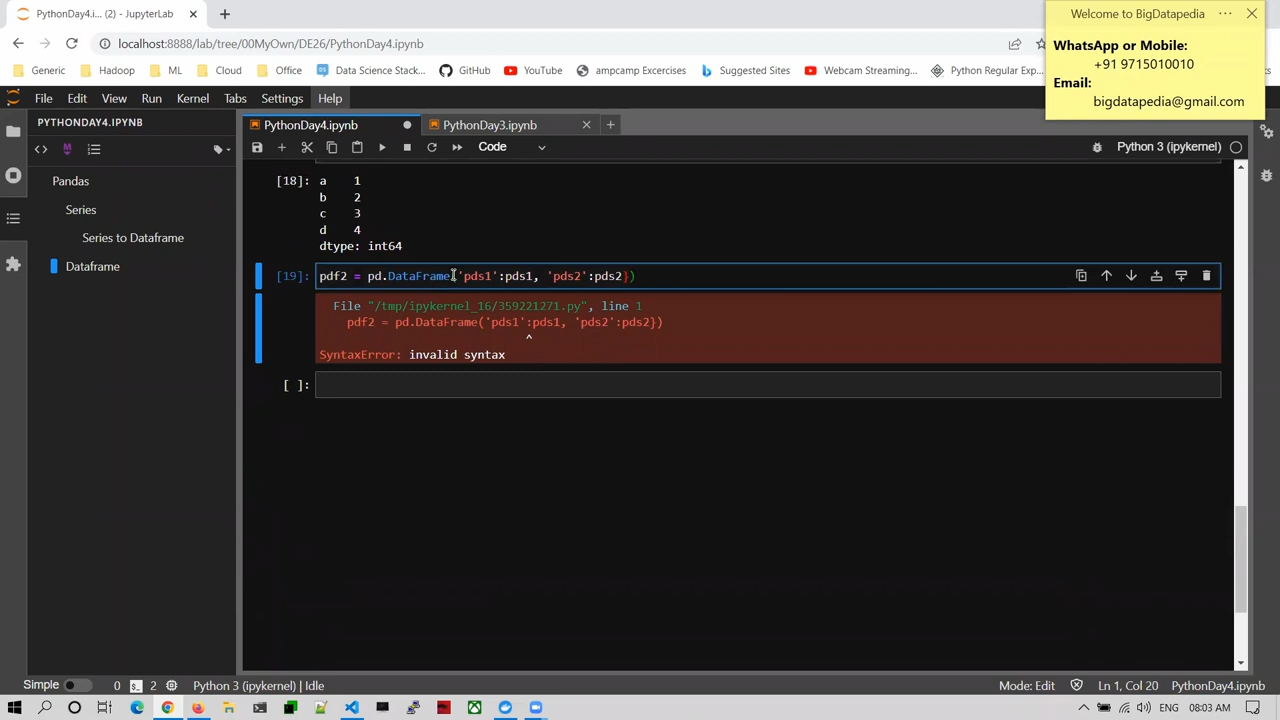 PythonDay4.i... (2) - JupyterLab
Welcome to BigDatapedia
localhost:8888/lab/tree/00MyOwn/DE26/PythonDay4.ipynb
WhatsApp or Mobile:
+91 9715010010
Email:
bigdatapedia@gmail.com
Generic
Hadoop
ML
Cloud
Office
Data Science Stack...
GitHub
YouTube
ampcamp Excercises
Suggested Sites
Webcam Streaming...
Python Regular Exp...
File Edit View Run Kernel Tabs Settings Help
PYTHONDAY4.IPYNB
PythonDay4.ipynb
PythonDay3.ipynb
Code
Python 3 (ipykernel)
Pandas
Series
Series to Dataframe
Dataframe
[18]: a 1
b 2
c 3
d 4
dtype: int64
[19]: pdf2 = pd.DataFrame('pds1':pds1, 'pds2':pds2})
File "/tmp/ipykernel_16/359221271.py", line 1
pdf2 = pd.DataFrame('pds1':pds1, 'pds2':pds2})
^
SyntaxError: invalid syntax
[ ]:
Simple 0 2 Python 3 (ipykernel) | Idle
Mode: Edit Ln 1, Col 20 PythonDay4.ipynb
ENG 08:03 AM